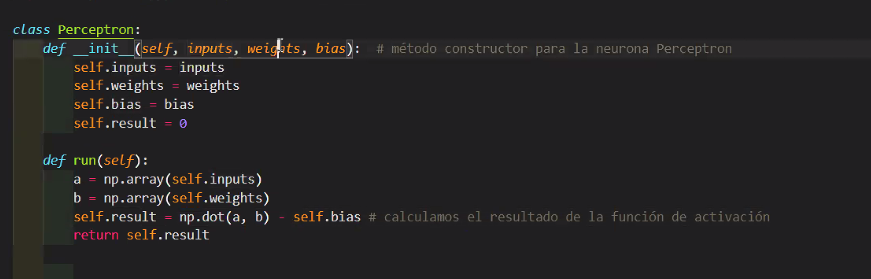 class Perceptron:
    def __init__(self, inputs, weights, bias):  # método constructor para la neurona Perceptron
        self.inputs = inputs
        self.weights = weights
        self.bias = bias
        self.result = 0
    def run(self):
        a = np.array(self.inputs)
        b = np.array(self.weights)
        self.result = np.dot(a, b) - self.bias # calculamos el resultado de la función de activación
        return self.result